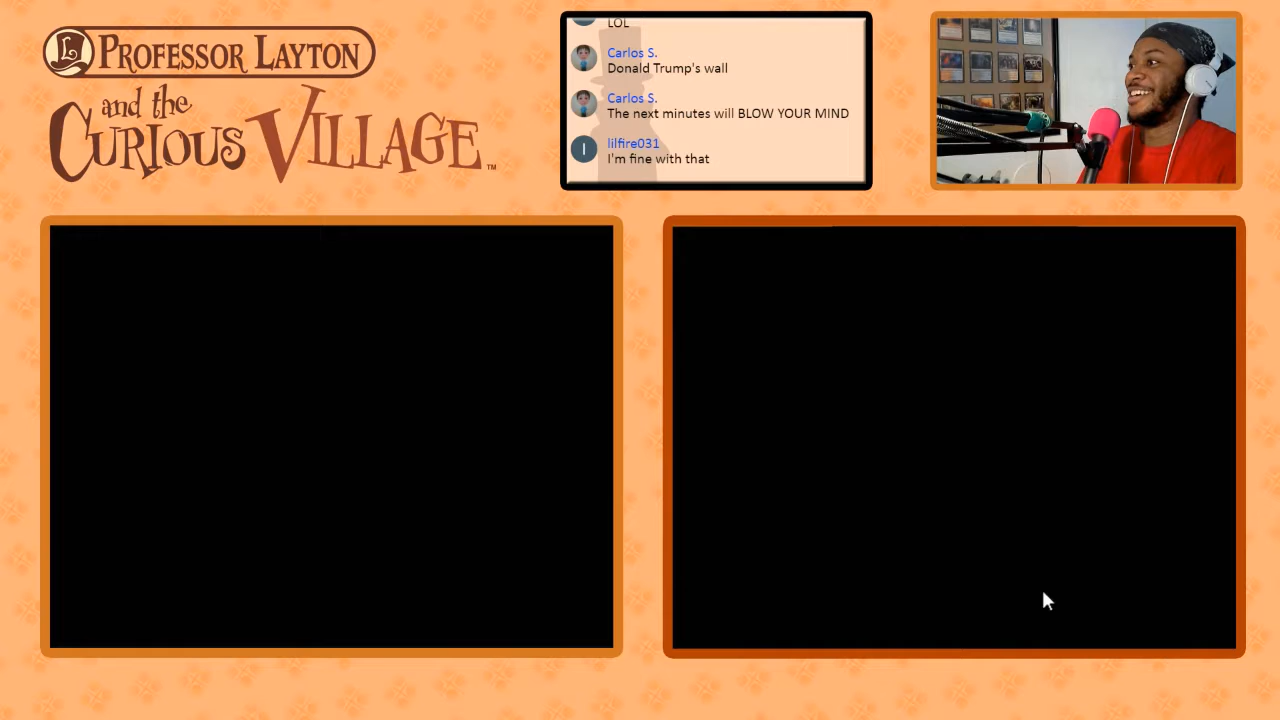 L PROFESSOR LAYTON
and the
CURIOUS VILLAGE ™
LOL
Carlos S.
Donald Trump's wall
Carlos S.
The next minutes will BLOW YOUR MIND
l
lilfire031
I'm fine with that